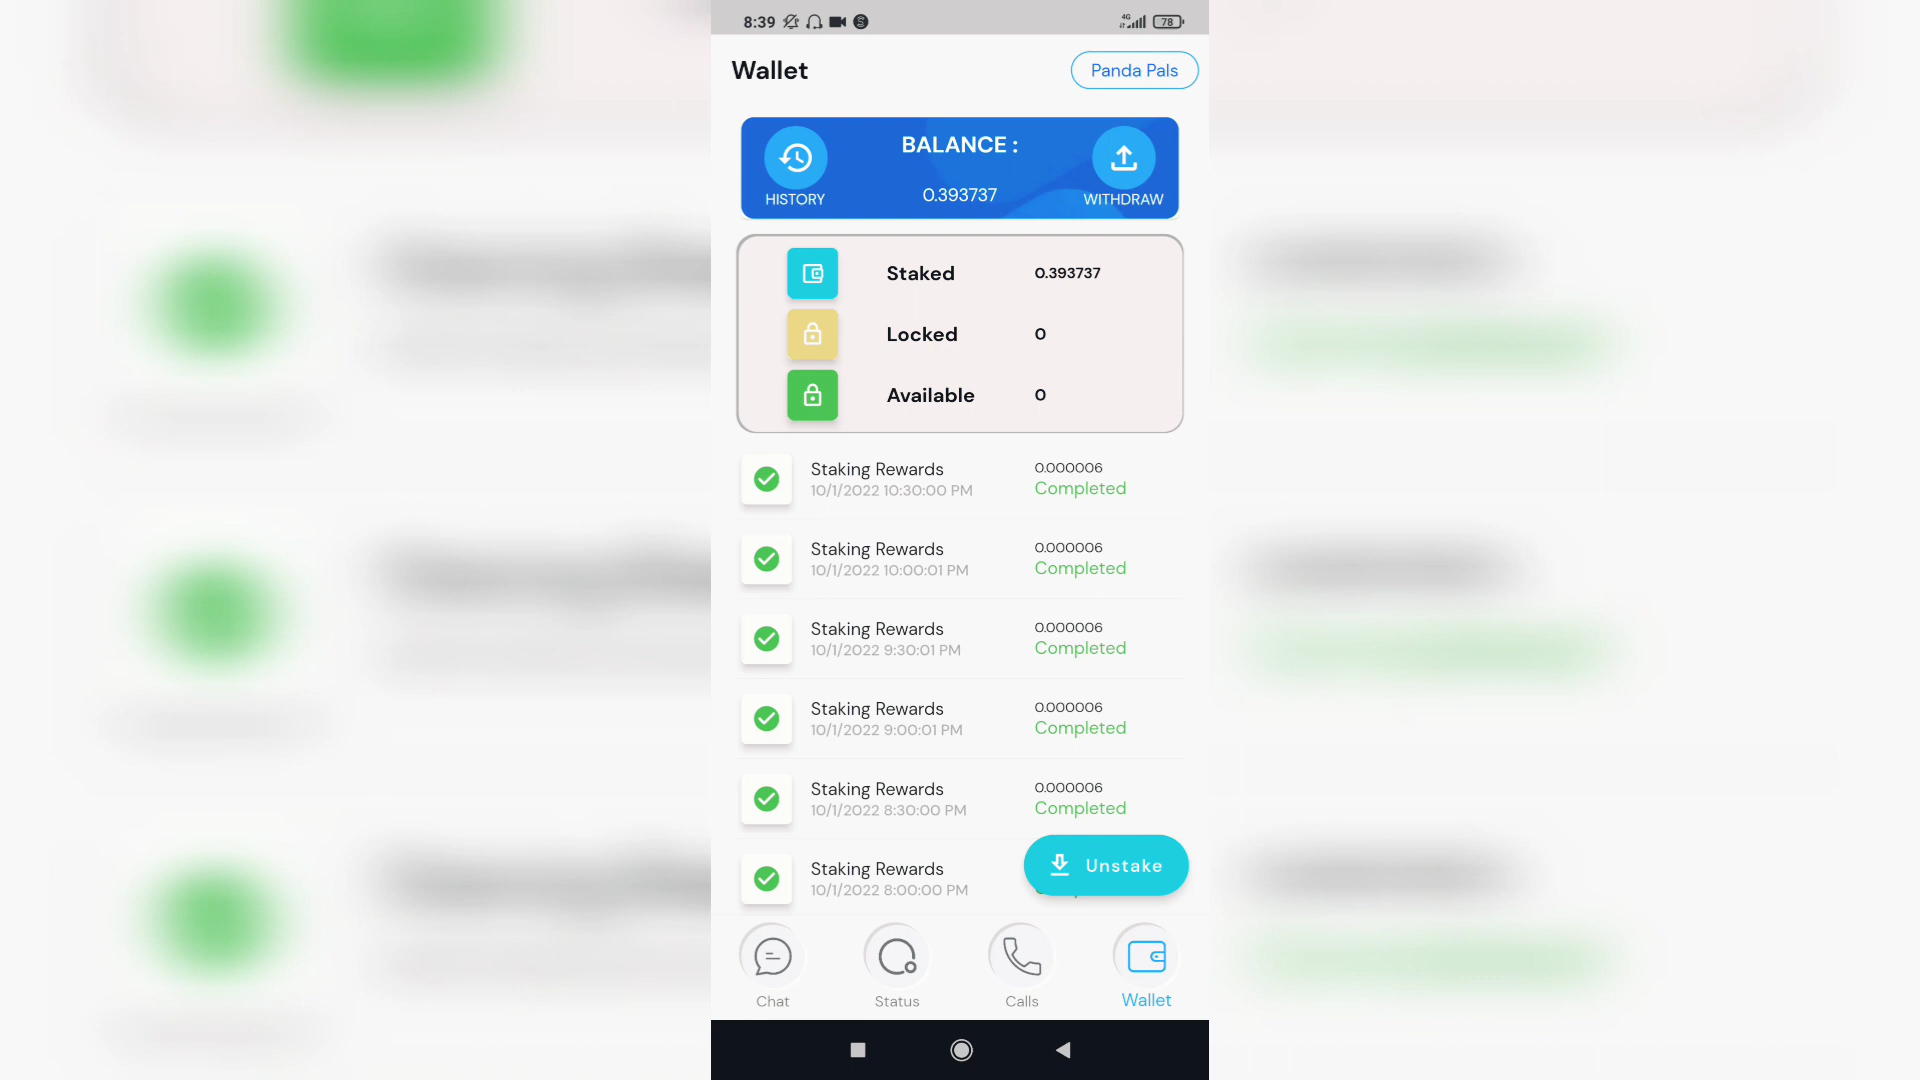 8:39
4G
78
Wallet
Panda Pals
BALANCE :
0.393737
HISTORY
WITHDRAW
Staked 0.393737
Locked 0
Available 0
Staking Rewards 0.000006
10/1/2022 10:30:00 PM Completed
Staking Rewards 0.000006
10/1/2022 10:00:01 PM Completed
Staking Rewards 0.000006
10/1/2022 9:30:01 PM Completed
Staking Rewards 0.000006
10/1/2022 9:00:01 PM Completed
Staking Rewards 0.000006
10/1/2022 8:30:00 PM Completed
Staking Rewards
10/1/2022 8:00:00 PM
Unstake
Chat
Status
Calls
Wallet